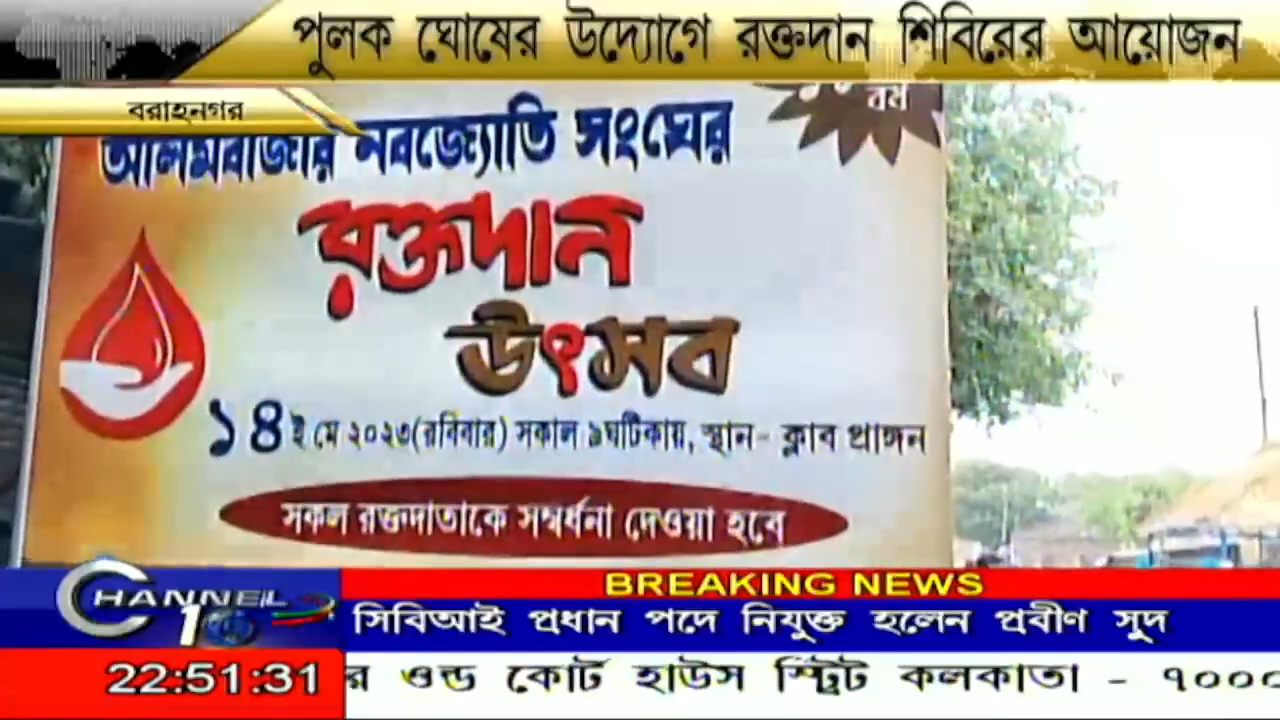 পুলক ঘোষের উদ্যোগে রক্তদান শিবিরের আয়োজন
বরাহনগর
বর্ষ
আলমবাজার নবজ্যোতি সংঘের
রক্তদান
উৎসব
১৪ই মে ২০২৩(রবিবার) সকাল ৯ঘটিকায়, স্থান- ক্লাব প্রাঙ্গন
সকল রক্তদাতাকে সম্বর্ধনা দেওয়া হবে
CHANNEL 10
BREAKING NEWS
সিবিআই প্রধান পদে নিযুক্ত হলেন প্রবীণ সুদ
22:51:31
র ওল্ড কোর্ট হাউস স্ট্রিট কলকাতা - ৭০০০